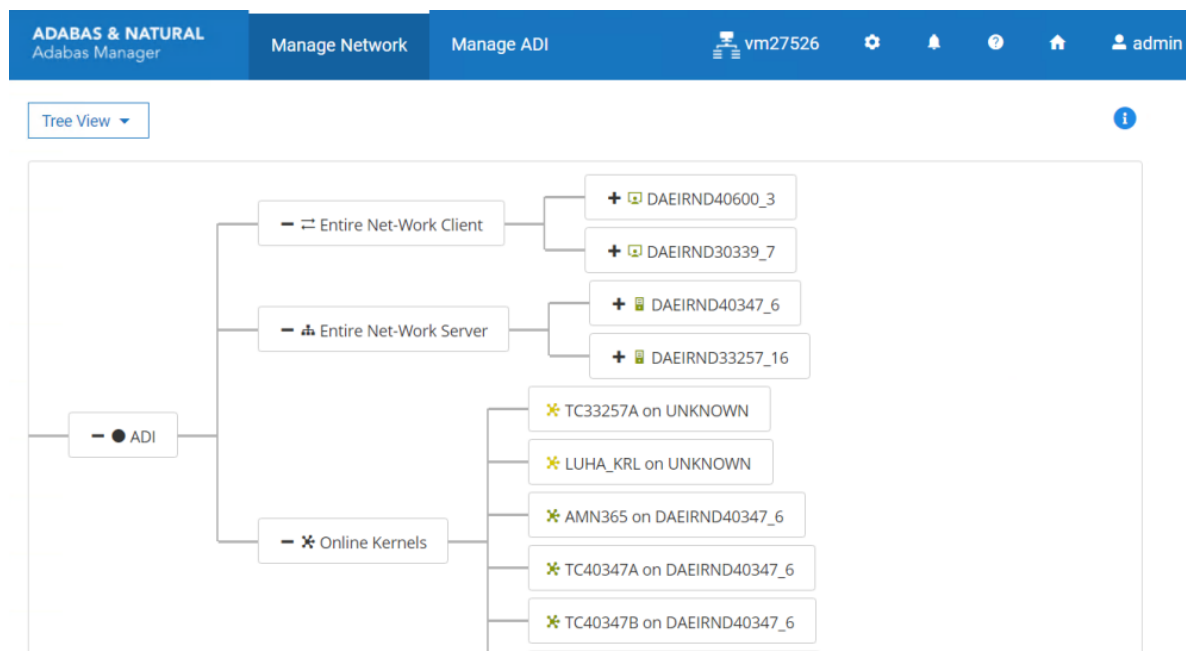 ADABAS & NATURAL
Adabas Manager
Manage Network
Manage ADI
vm27526
admin
Tree View
DAEIRND40600_3
Entire Net-Work Client
DAEIRND30339_7
DAEIRND40347_6
Entire Net-Work Server
DAEIRND33257_16
TC33257A on UNKNOWN
ADI
LUHA_KRL on UNKNOWN
AMN365 on DAEIRND40347_6
Online Kernels
TC40347A on DAEIRND40347_6
TC40347B on DAEIRND40347_6